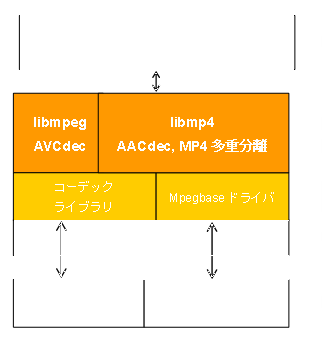 libmpeg
AVCdec
libmp4
AACdec, MP4 多重分離
コーデック
ライブラリ
Mpegbase ドライバ